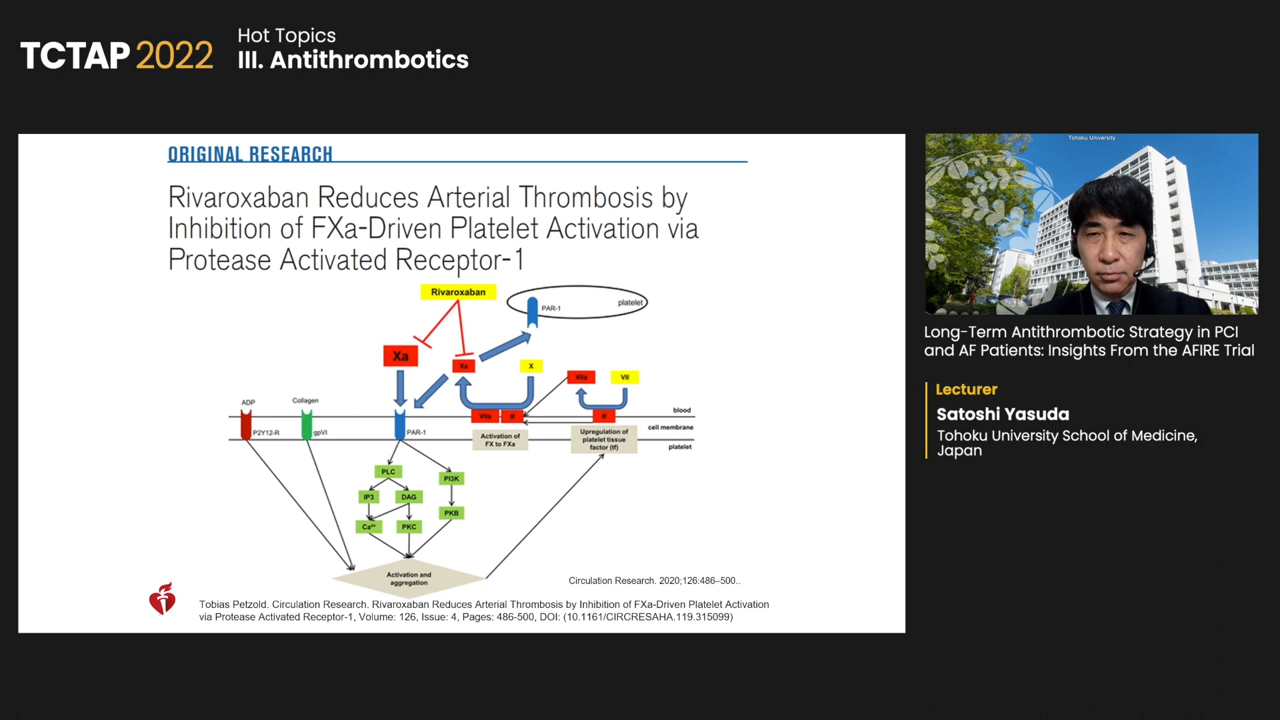 TCTAP 2022
Hot Topics
III. Antithrombotics
ORIGINAL RESEARCH
Rivaroxaban Reduces Arterial Thrombosis by
Inhibition of FXa-Driven Platelet Activation via
Protease Activated Receptor-1
Rivaroxaban
PAR-1
platelet
Xa
Xa
X
VIIa
VII
ADP
Collagen
P2Y12-R
gpVI
PAR-1
VIIa
tf
tf
blood
cell membrane
platelet
Activation of
FX to FXa
Upregulation of
platelet tissue
factor (tf)
PLC
PI3K
IP3
DAG
PKB
Ca²⁺
PKC
Activation and
aggregation
Circulation Research. 2020;126:486–500..
Tobias Petzold. Circulation Research. Rivaroxaban Reduces Arterial Thrombosis by Inhibition of FXa-Driven Platelet Activation
via Protease Activated Receptor-1, Volume: 126, Issue: 4, Pages: 486-500, DOI: (10.1161/CIRCRESAHA.119.315099)
Tohoku University
Long-Term Antithrombotic Strategy in PCI
and AF Patients: Insights From the AFIRE Trial
Lecturer
Satoshi Yasuda
Tohoku University School of Medicine,
Japan